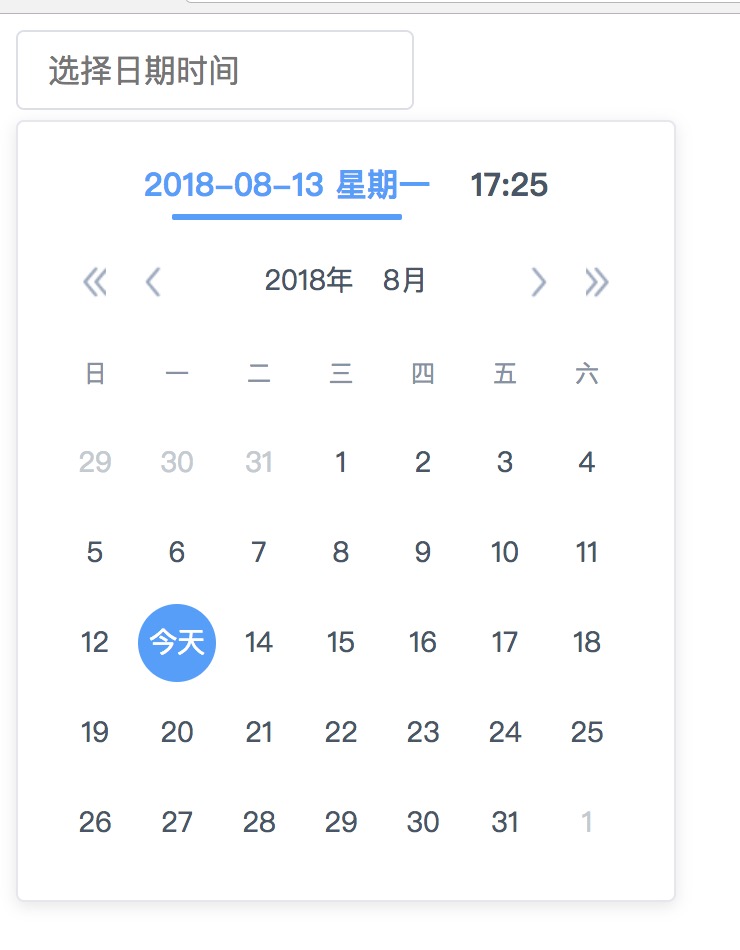 选择日期时间
2018-08-13 星期一 17:25
2018年 8月
日 一 二 三 四 五 六
29 30 31 1 2 3 4
5 6 7 8 9 10 11
12 今天 14 15 16 17 18
19 20 21 22 23 24 25
26 27 28 29 30 31 1